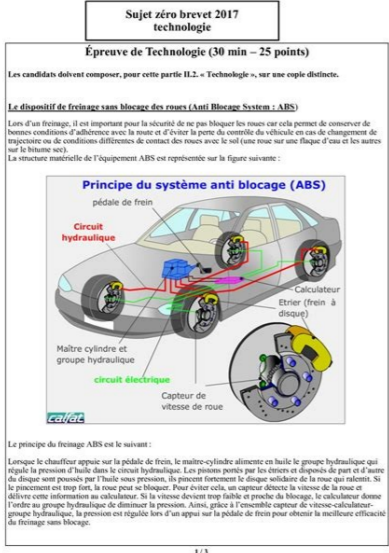 Sujet zéro brevet 2017
technologie
Épreuve de Technologie (30 min – 25 points)
Les candidats doivent composer, pour cette partie II.2. « Technologie », sur une copie distincte.
Le dispositif de freinage sans blocage des roues (Anti Blocage System : ABS)
Lors d'un freinage, il est important pour la sécurité de ne pas bloquer les roues car cela permet de conserver de
bonnes conditions d'adhérence avec la route et d'éviter la perte du contrôle du véhicule en cas de changement de
trajectoire ou de conditions différentes de contact des roues avec le sol (une roue sur une flaque d'eau et les autres
sur le bitume sec).
La structure matérielle de l'équipement ABS est représentée sur la figure suivante :
Principe du système anti blocage (ABS)
pédale de frein
Circuit
hydraulique
Calculateur
Etrier (frein à
disque)
Maître cylindre et
groupe hydraulique
circuit électrique
Capteur de
vitesse de roue
calfat
Le principe du freinage ABS est le suivant :
Lorsque le chauffeur appuie sur la pédale de frein, le maître-cylindre alimente en huile le groupe hydraulique qui
régule la pression d'huile dans le circuit hydraulique. Les pistons portés par les étriers et disposés de part et d'autre
du disque sont poussés par l'huile sous pression, ils pincent fortement le disque solidaire de la roue qui ralentit. Si
le pincement est trop fort, la roue peut se bloquer. Pour éviter cela, un capteur détecte la vitesse de la roue et
délivre cette information au calculateur. Si la vitesse devient trop faible et proche du blocage, le calculateur donne
l'ordre au groupe hydraulique de diminuer la pression. Ainsi, grâce à l'ensemble capteur de vitesse-calculateur-
groupe hydraulique, la pression est régulée lors d'un appui sur la pédale de frein pour obtenir la meilleure efficacité
du freinage sans blocage.
1 / 3